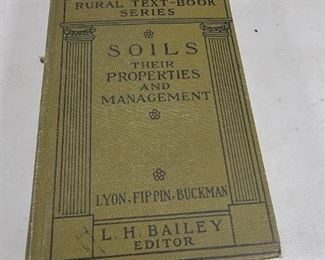 RURAL TEXT-BOOK
SERIES
SOILS
THEIR
PROPERTIES
AND
MANAGEMENT
LYON, FIPPIN, BUCKMAN
L. H. BAILEY
EDITOR